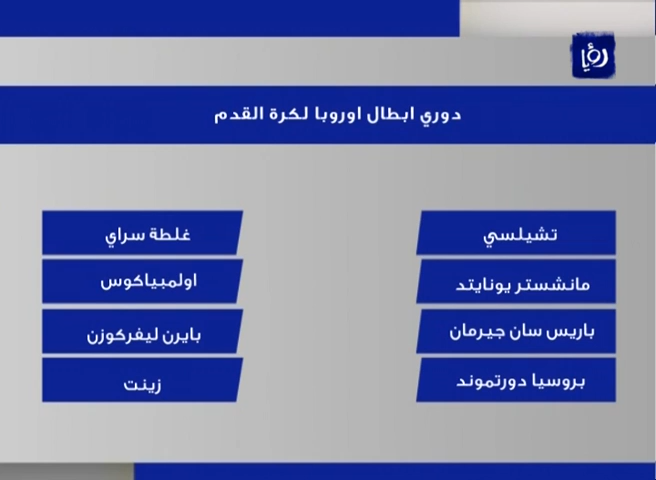 رؤيا
دوري ابطال اوروبا لكرة القدم
تشيلسي
غلطة سراي
مانشستر يونايتد
اولمبياكوس
باريس سان جيرمان
بايرن ليفركوزن
بروسيا دورتموند
زينت